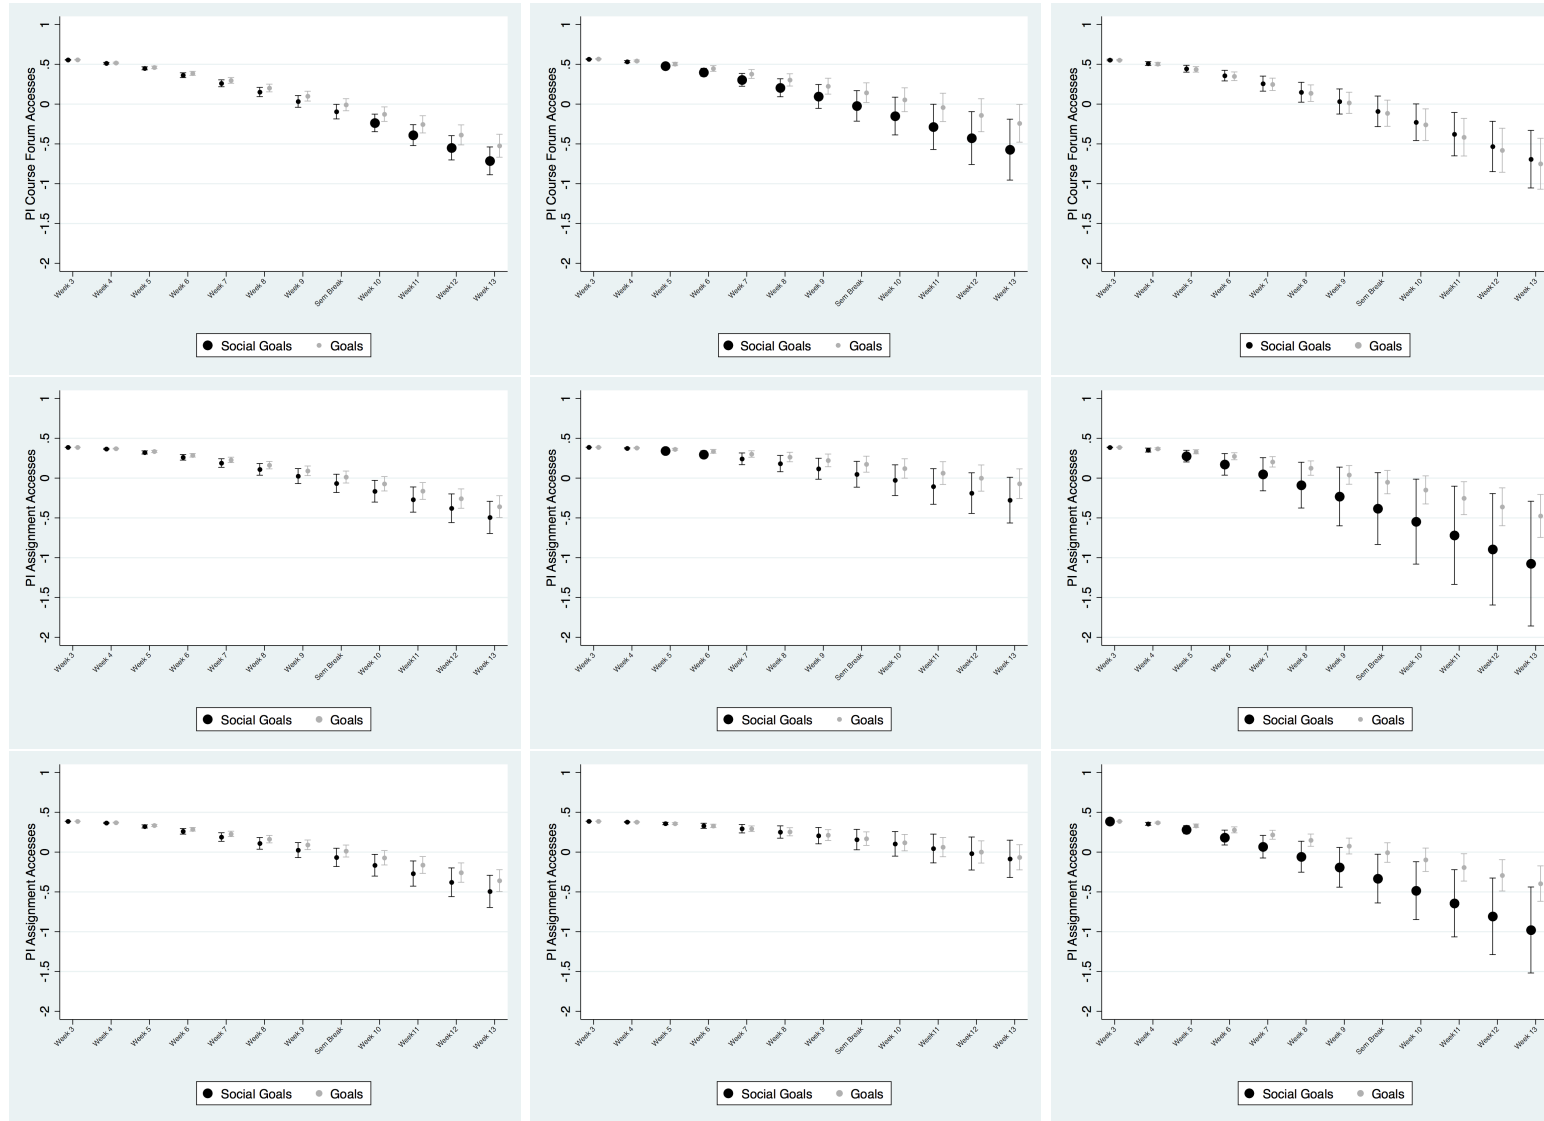 PI Course Forum Accesses
1
.5
0
-.5
-1
-1.5
-2
Week 3
Week 4
Week 5
Week 6
Week 7
Week 8
Week 9
Sem Break
Week 10
Week11
Week12
Week 13
Social Goals
Goals
PI Course Forum Accesses
1
.5
0
-.5
-1
-1.5
-2
Week 3
Week 4
Week 5
Week 6
Week 7
Week 8
Week 9
Sem Break
Week 10
Week11
Week12
Week 13
Social Goals
Goals
PI Course Forum Accesses
1
.5
0
-.5
-1
-1.5
-2
Week 3
Week 4
Week 5
Week 6
Week 7
Week 8
Week 9
Sem Break
Week 10
Week11
Week12
Week 13
Social Goals
Goals
PI Assignment Accesses
1
.5
0
-.5
-1
-1.5
-2
Week 3
Week 4
Week 5
Week 6
Week 7
Week 8
Week 9
Sem Break
Week 10
Week11
Week12
Week 13
Social Goals
Goals
PI Assignment Accesses
1
.5
0
-.5
-1
-1.5
-2
Week 3
Week 4
Week 5
Week 6
Week 7
Week 8
Week 9
Sem Break
Week 10
Week11
Week12
Week 13
Social Goals
Goals
PI Assignment Accesses
1
.5
0
-.5
-1
-1.5
-2
Week 3
Week 4
Week 5
Week 6
Week 7
Week 8
Week 9
Sem Break
Week 10
Week11
Week12
Week 13
Social Goals
Goals
PI Assignment Accesses
1
.5
0
-.5
-1
-1.5
-2
Week 3
Week 4
Week 5
Week 6
Week 7
Week 8
Week 9
Sem Break
Week 10
Week11
Week12
Week 13
Social Goals
Goals
PI Assignment Accesses
1
.5
0
-.5
-1
-1.5
-2
Week 3
Week 4
Week 5
Week 6
Week 7
Week 8
Week 9
Sem Break
Week 10
Week11
Week12
Week 13
Social Goals
Goals
PI Assignment Accesses
1
.5
0
-.5
-1
-1.5
-2
Week 3
Week 4
Week 5
Week 6
Week 7
Week 8
Week 9
Sem Break
Week 10
Week11
Week12
Week 13
Social Goals
Goals